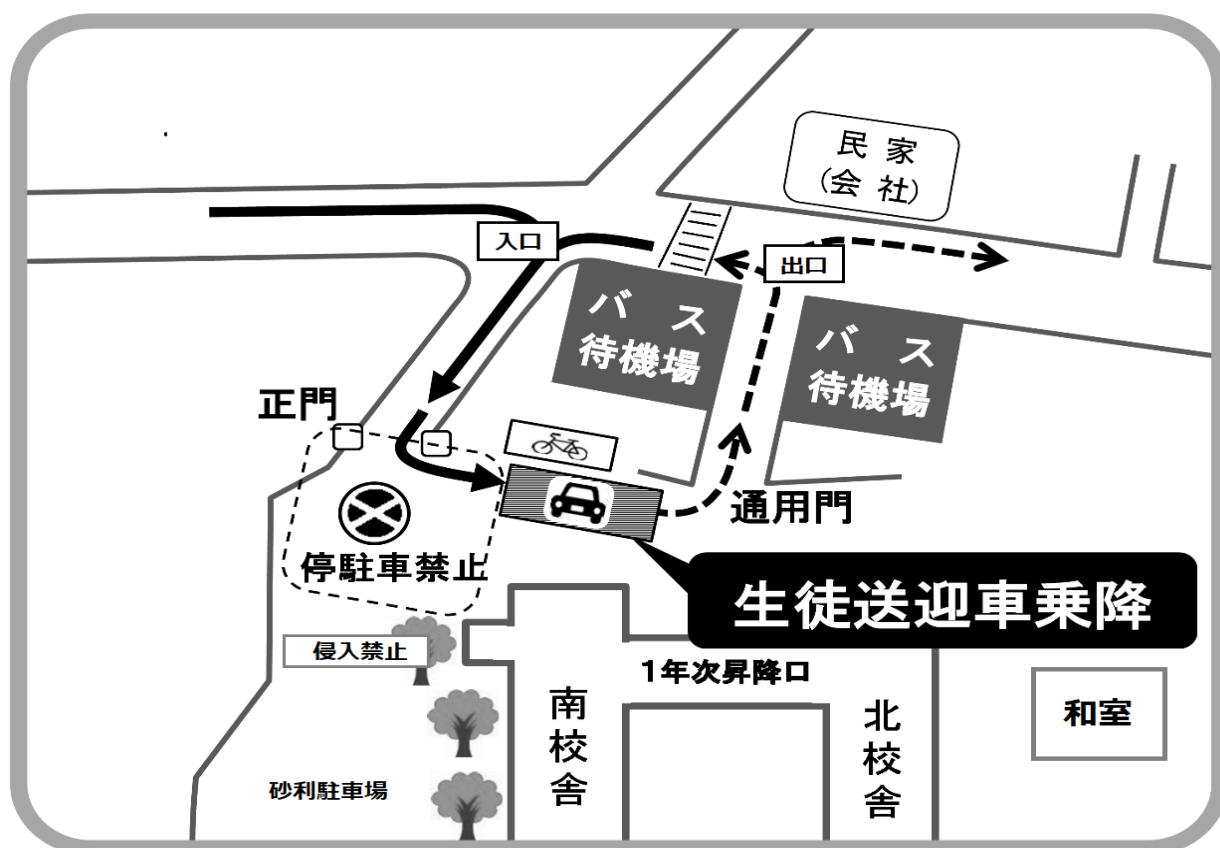 民 家
(会 社)
入口
出口
バ ス
待機場
バ ス
待機場
正門
通用門
停駐車禁止
生徒送迎車乗降
侵入禁止
1年次昇降口
南校舎
北校舎
和室
砂利駐車場